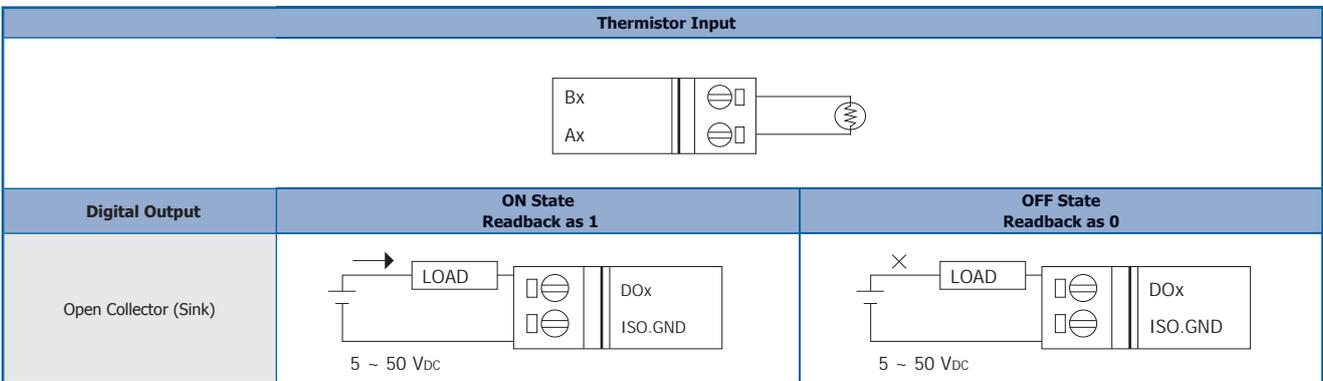 Thermistor Input
Bx
Ax
Digital Output
ON State
Readback as 1
OFF State
Readback as 0
Open Collector (Sink)
LOAD
DOx
ISO.GND
5 ~ 50 VDC
LOAD
DOx
ISO.GND
5 ~ 50 VDC